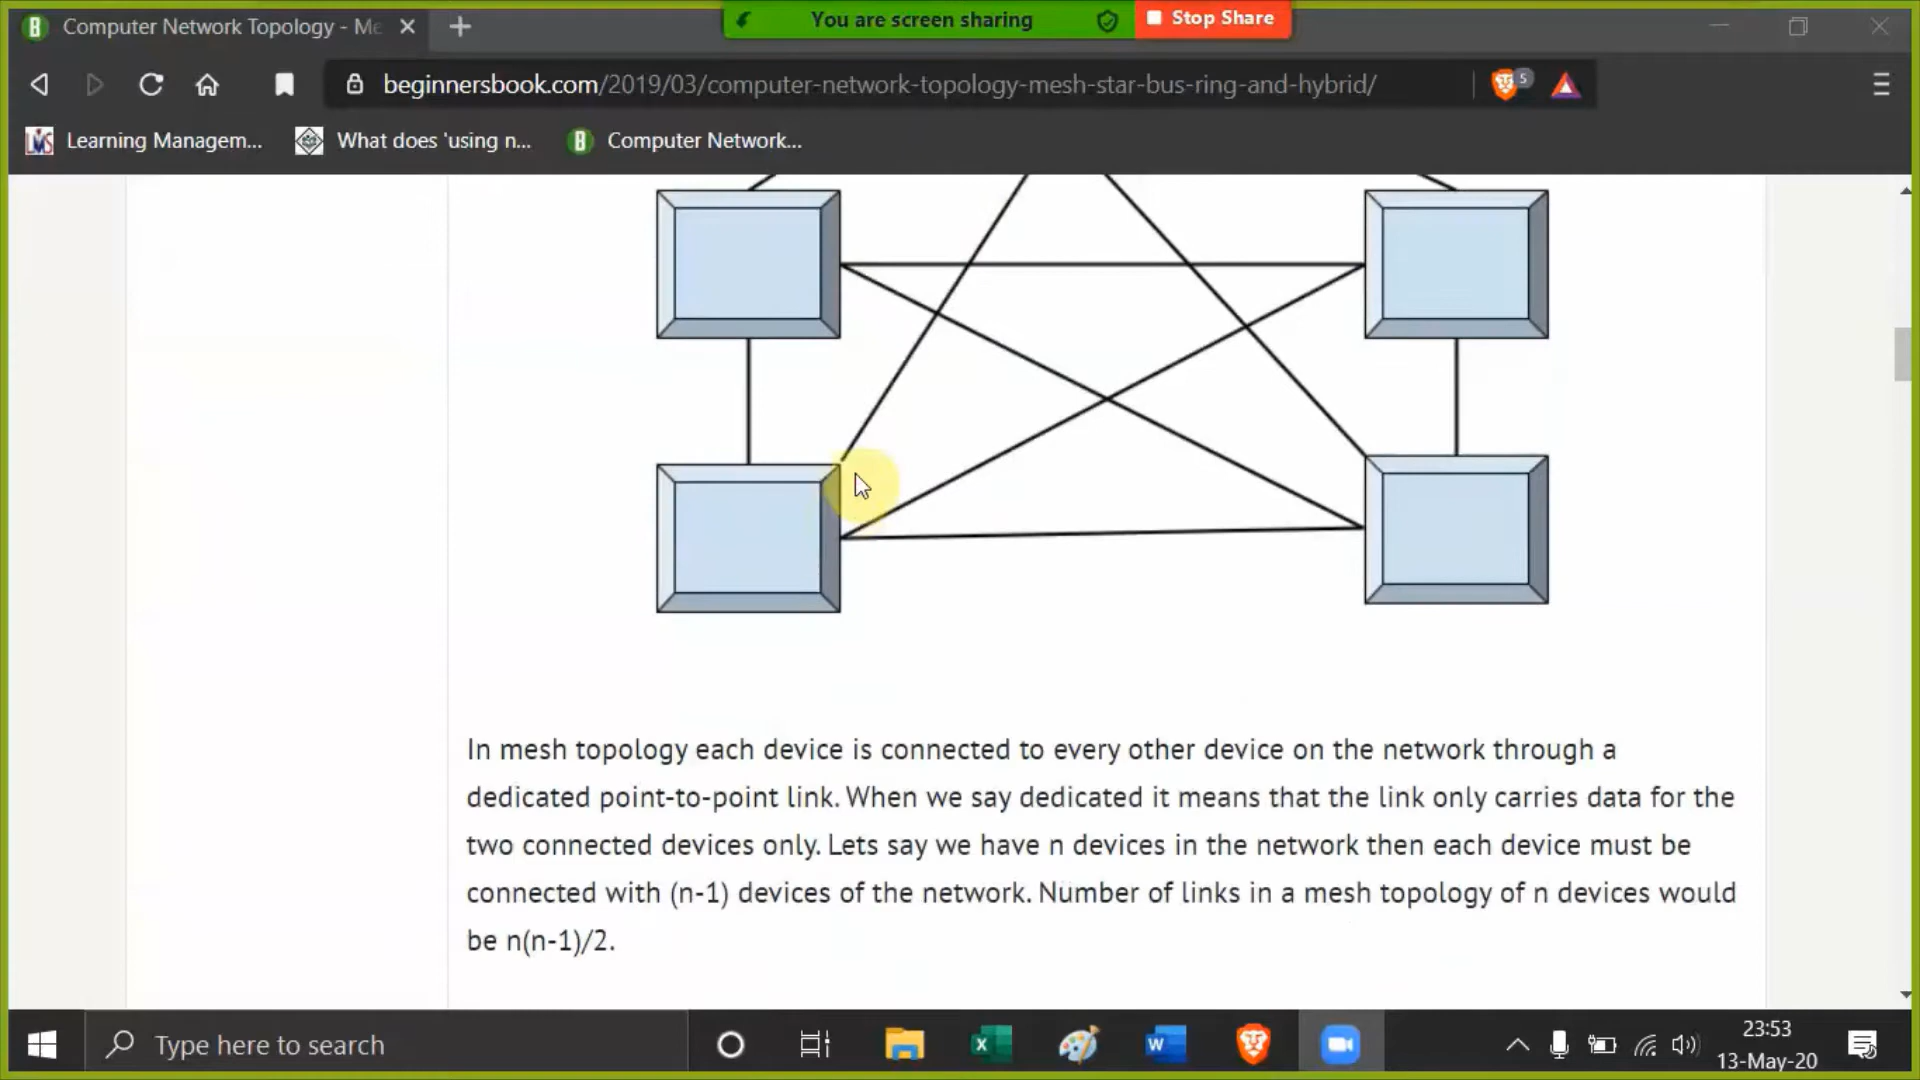 Computer Network Topology - Me
You are screen sharing
Stop Share
beginnersbook.com/2019/03/computer-network-topology-mesh-star-bus-ring-and-hybrid/
5
Learning Managem...
What does 'using n...
Computer Network...
In mesh topology each device is connected to every other device on the network through a
dedicated point-to-point link. When we say dedicated it means that the link only carries data for the
two connected devices only. Lets say we have n devices in the network then each device must be
connected with (n-1) devices of the network. Number of links in a mesh topology of n devices would
be n(n-1)/2.
Type here to search
23:53
13-May-20